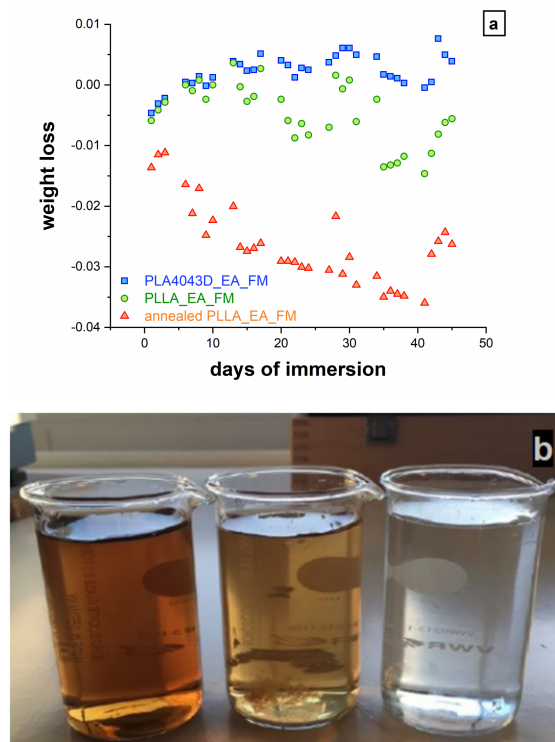 a
0.01
0.00
-0.01
-0.02
-0.03
-0.04
weight loss
PLA4043D_EA_FM
PLLA_EA_FM
annealed PLLA_EA_FM
0 10 20 30 40 50
days of immersion
b
VWR